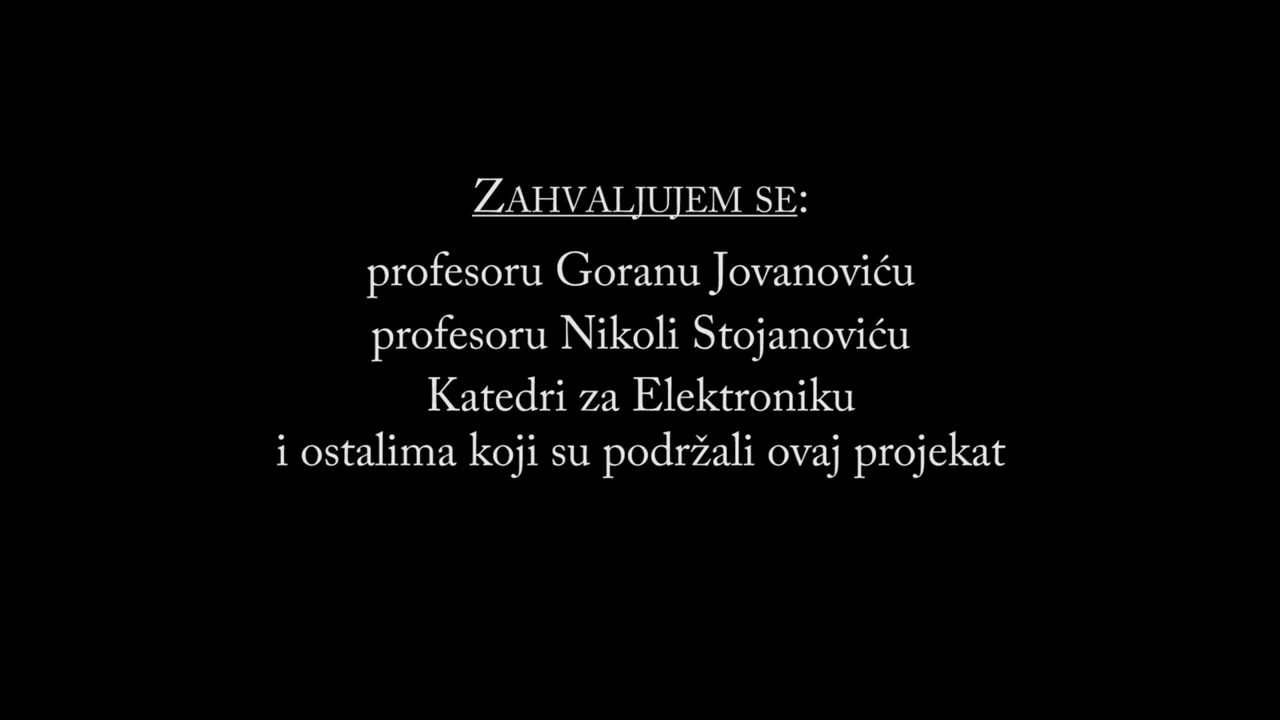 ZAHVALJUJEM SE:
profesoru Goranu Jovanoviću
profesoru Nikoli Stojanoviću
Katedri za Elektroniku
i ostalima koji su podržali ovaj projekat